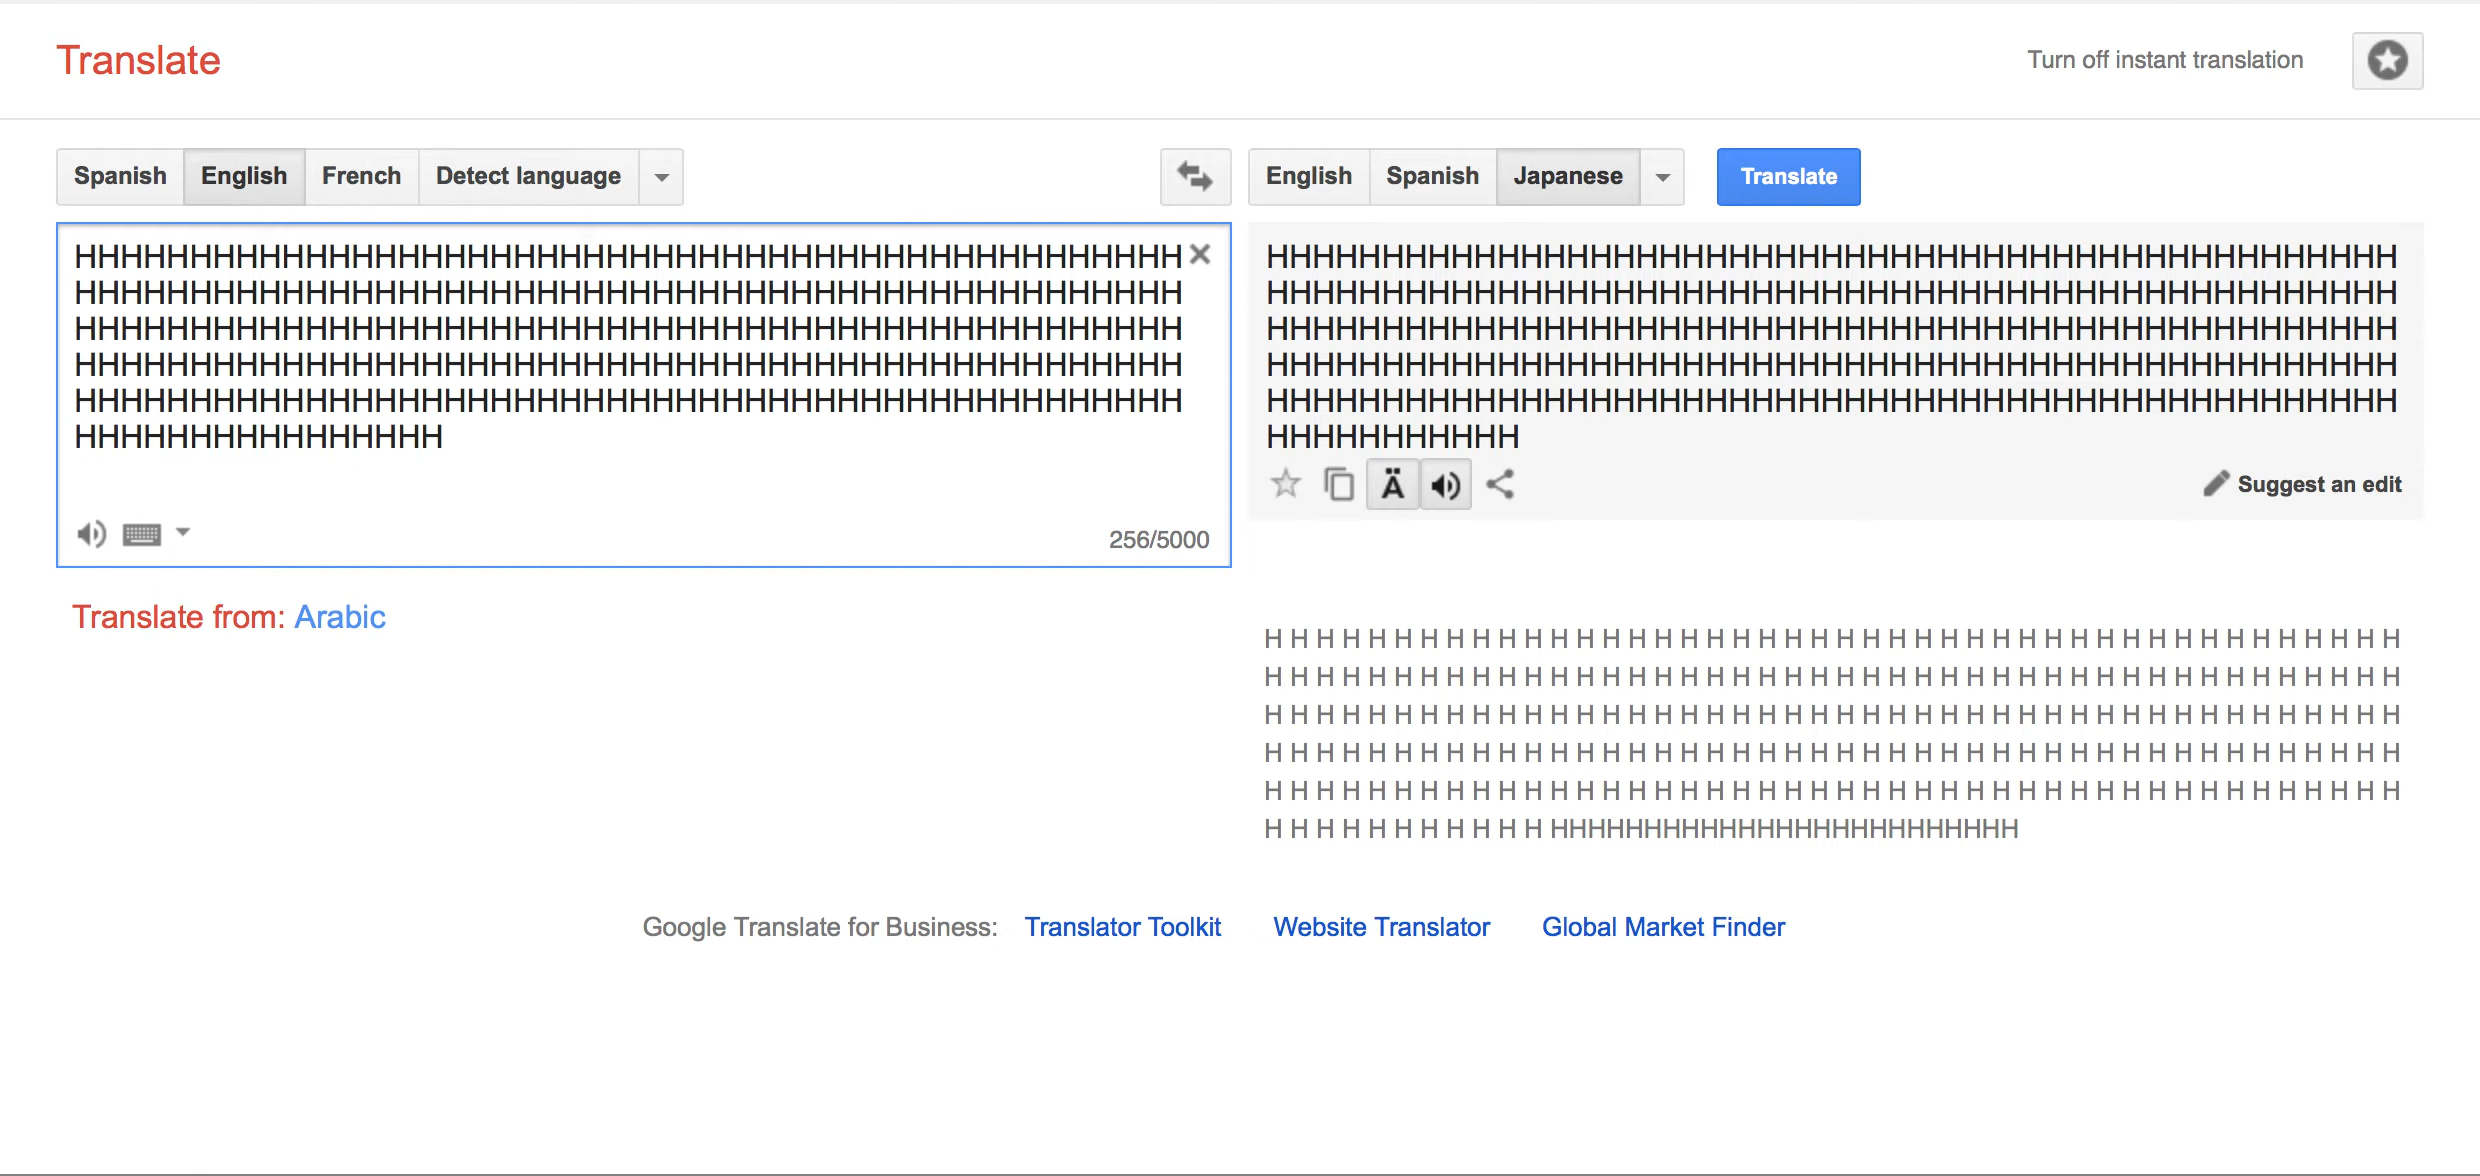 Translate
Turn off instant translation
Spanish English French Detect language
English Spanish Japanese Translate
HHHHHHHHHHHHHHHHHHHHHHHHHHHHHHHHHHHHHHHHHHHHHHHH
HHHHHHHHHHHHHHHHHHHHHHHHHHHHHHHHHHHHHHHHHHHHHHHH
HHHHHHHHHHHHHHHHHHHHHHHHHHHHHHHHHHHHHHHHHHHHHHHH
HHHHHHHHHHHHHHHHHHHHHHHHHHHHHHHHHHHHHHHHHHHHHHHH
HHHHHHHHHHHHHHHHHHHHHHHHHHHHHHHHHHHHHHHHHHHHHHHH
HHHHHHHHHHHHHHHH
256/5000
Translate from: Arabic
HHHHHHHHHHHHHHHHHHHHHHHHHHHHHHHHHHHHHHHHHHHHHHHHH
HHHHHHHHHHHHHHHHHHHHHHHHHHHHHHHHHHHHHHHHHHHHHHHHH
HHHHHHHHHHHHHHHHHHHHHHHHHHHHHHHHHHHHHHHHHHHHHHHHH
HHHHHHHHHHHHHHHHHHHHHHHHHHHHHHHHHHHHHHHHHHHHHHHHH
HHHHHHHHHHHHHHHHHHHHHHHHHHHHHHHHHHHHHHHHHHHHHHHHH
HHHHHHHHHHH
Ä
Suggest an edit
H H H H H H H H H H H H H H H H H H H H H H H H H H H H H H H H H H H H H H H H H H H H
H H H H H H H H H H H H H H H H H H H H H H H H H H H H H H H H H H H H H H H H H H H H
H H H H H H H H H H H H H H H H H H H H H H H H H H H H H H H H H H H H H H H H H H H H
H H H H H H H H H H H H H H H H H H H H H H H H H H H H H H H H H H H H H H H H H H H H
H H H H H H H H H H H H H H H H H H H H H H H H H H H H H H H H H H H H H H H H H H H H
H H H H H H H H H H H HHHHHHHHHHHHHHHHHHHHHHHHH
Google Translate for Business: Translator Toolkit Website Translator Global Market Finder